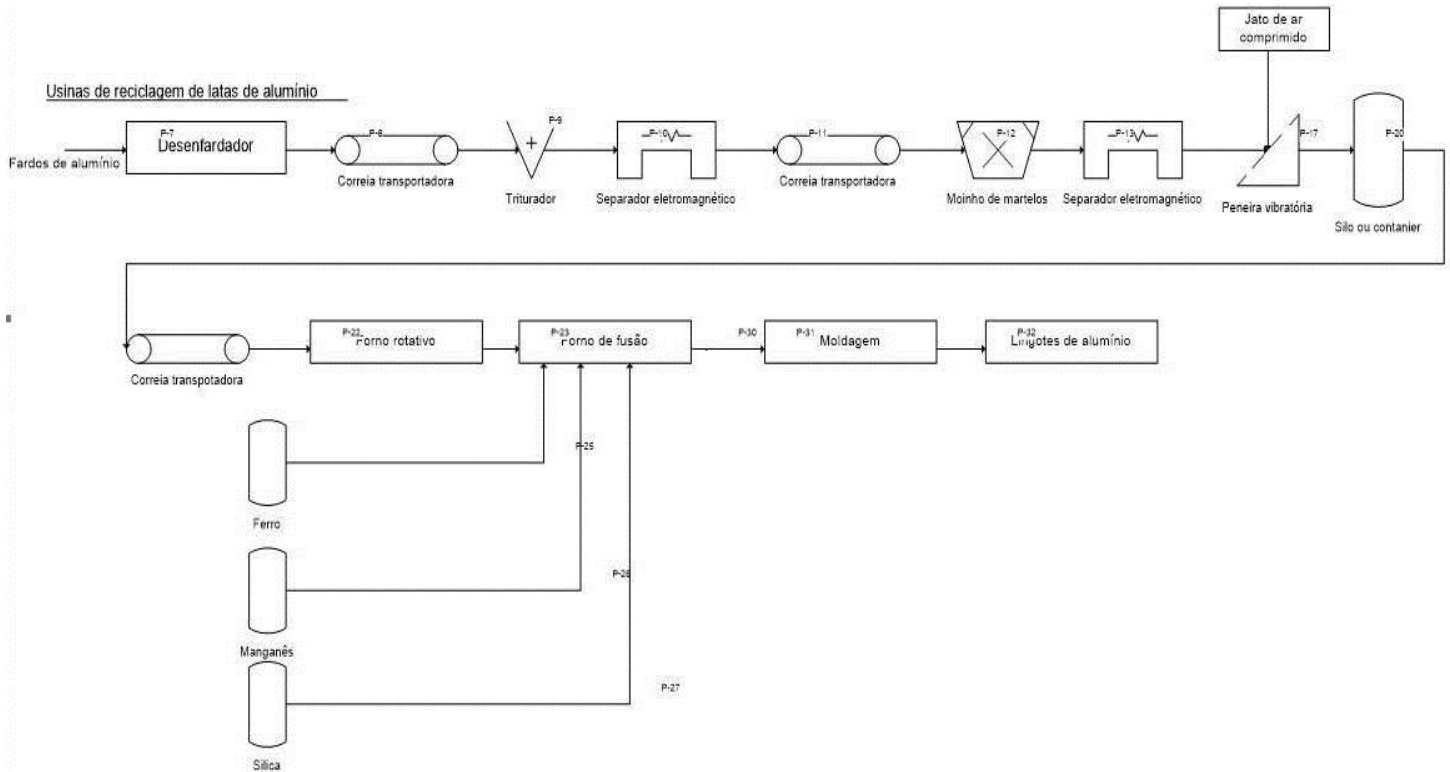 Jato de ar
comprimido
Usinas de reciclagem de latas de alumínio
Fardos de alumínio
P-7
Desenfardador
P-8
Correia transportadora
P-9
Triturador
P-10
Separador eletromagnético
P-11
Correia transportadora
P-12
Moinho de martelos
P-13
Separador eletromagnético
P-17
Peneira vibratória
P-20
Silo ou contanier
Correia transpotadora
P-22
Forno rotativo
P-23
Forno de fusão
P-30
P-31
Moldagem
P-32
Lingotes de alumínio
P-25
Ferro
P-26
Manganês
P-27
Silica